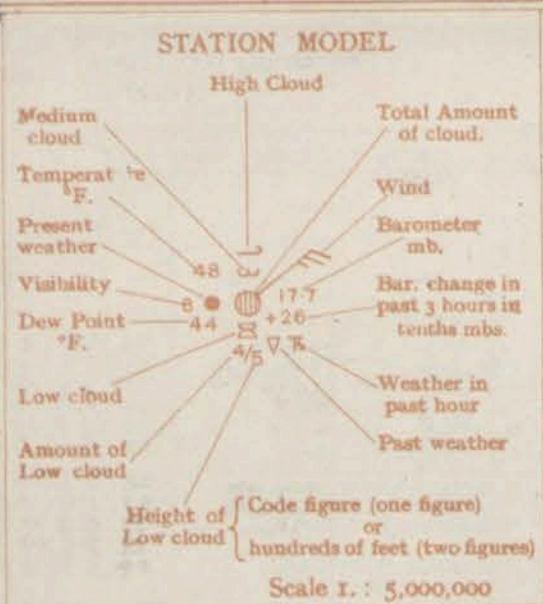 STATION MODEL
High Cloud
Medium
cloud
Total Amount
of cloud.
°F.
Wind
Present
weather
Barometer
mb.
48
Visibility
8
17·7
Bar. change in
past 3 hours in
tenths mbs.
Dew Point
°F.
44
+26
4/5
Low cloud
Weather in
past hour
Amount of
Low cloud
Past weather
Height of
Low cloud
Code figure (one figure)
or
hundreds of feet (two figures)
Scale 1. : 5,000,000